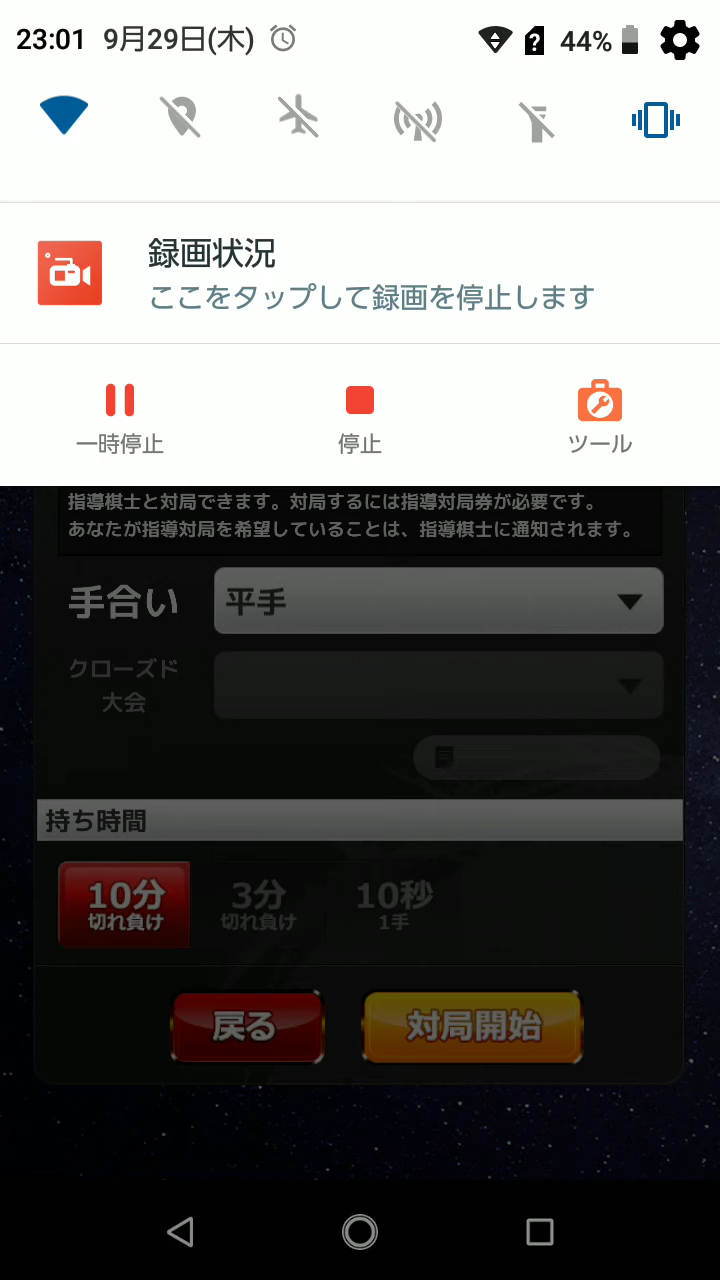 23:01 9月29日(木) 44%
録画状況
ここをタップして録画を停止します
一時停止 停止 ツール
指導棋士と対局できます。対局するには指導対局券が必要です。
あなたが指導対局を希望していることは、指導棋士に通知されます。
手合い 平手
クローズド
大会
持ち時間
10分 3分 10秒
切れ負け 切れ負け 1手
戻る 対局開始